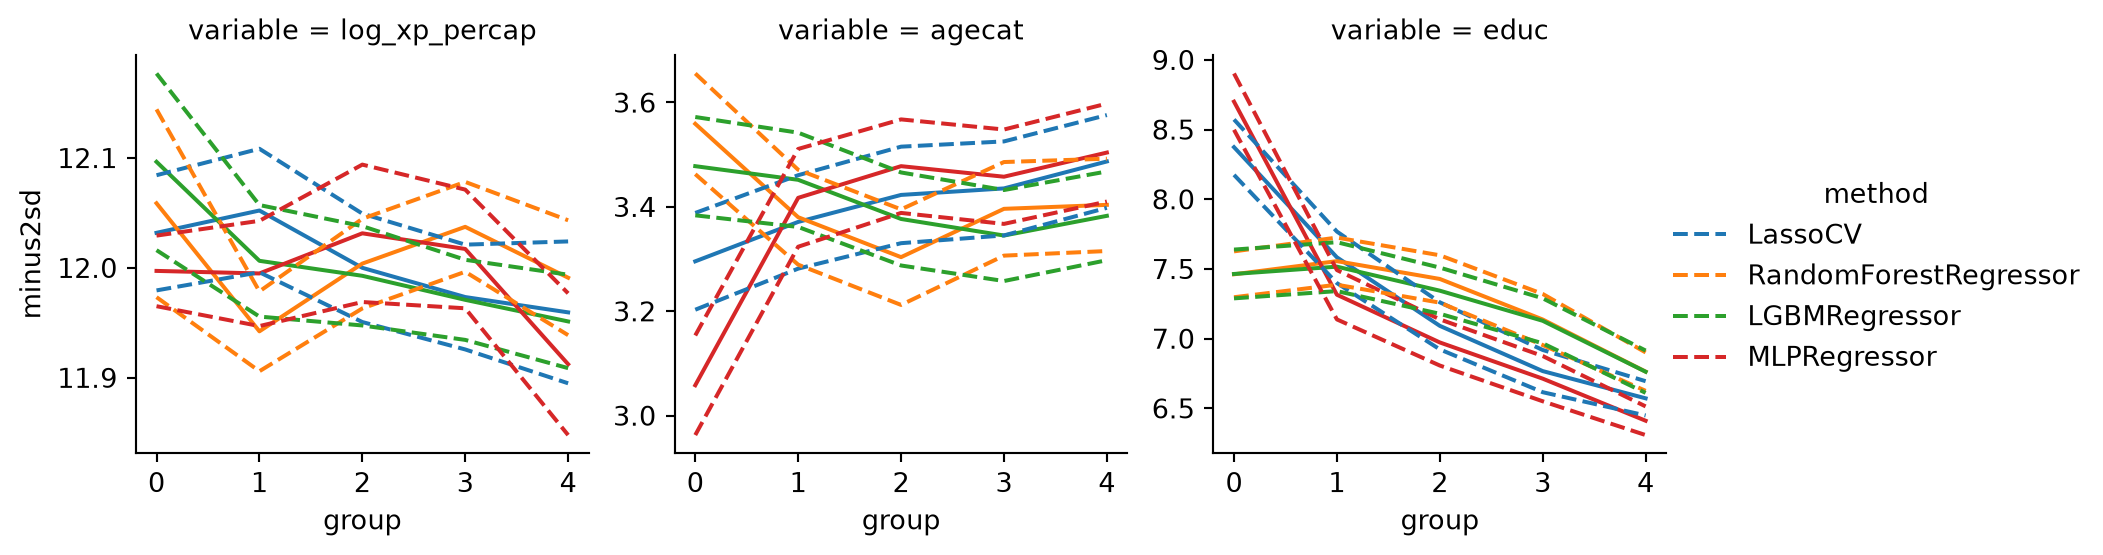 variable = log_xp_percap
variable = agecat
variable = educ
minus2sd
12.1
12.0
11.9
0 1 2 3 4
group
3.6
3.4
3.2
3.0
0 1 2 3 4
group
9.0
8.5
8.0
7.5
7.0
6.5
0 1 2 3 4
group
method
LassoCV
RandomForestRegressor
LGBMRegressor
MLPRegressor